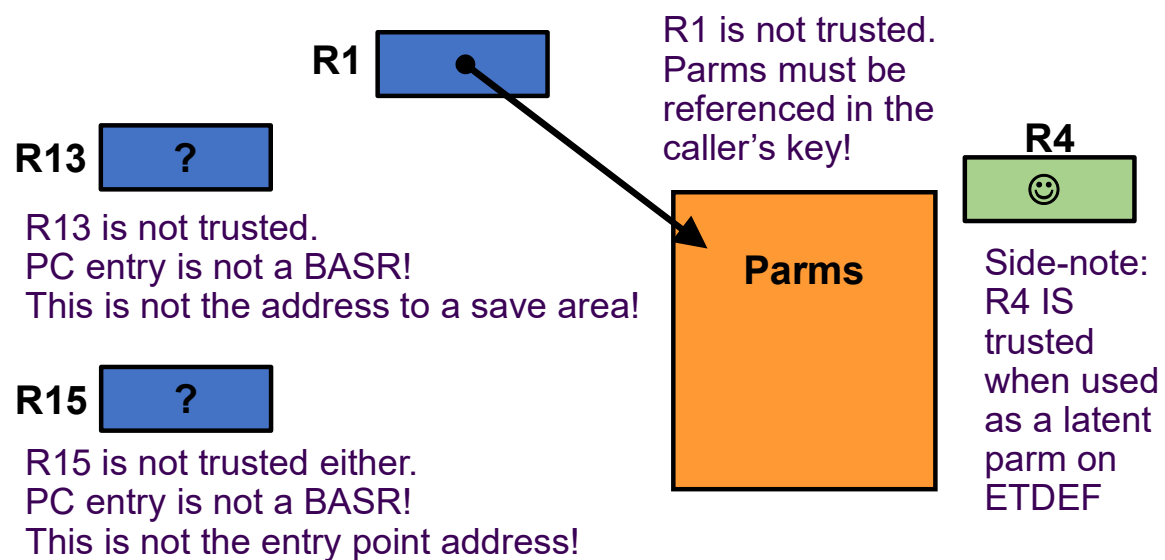 R1
R1 is not trusted.
Parms must be
referenced in the
caller's key!
R13
?
R13 is not trusted.
PC entry is not a BASR!
This is not the address to a save area!
R15
?
R15 is not trusted either.
PC entry is not a BASR!
This is not the entry point address!
Parms
R4
☺
Side-note:
R4 IS
trusted
when used
as a latent
parm on
ETDEF